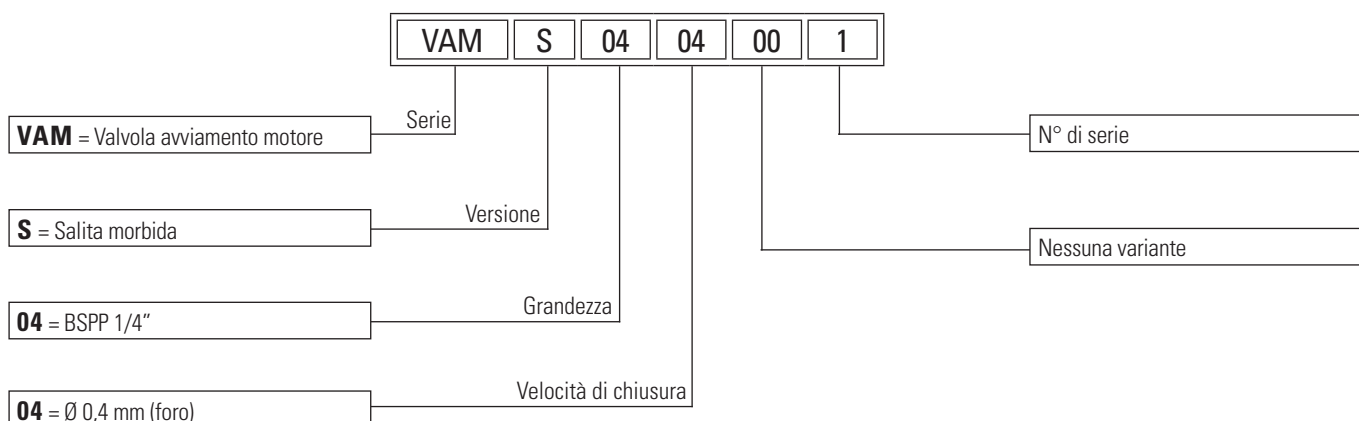 VAM S 04 04 00 1
Serie
VAM = Valvola avviamento motore
N° di serie
Versione
S = Salita morbida
Nessuna variante
Grandezza
04 = BSPP 1/4”
Velocità di chiusura
04 = Ø 0,4 mm (foro)